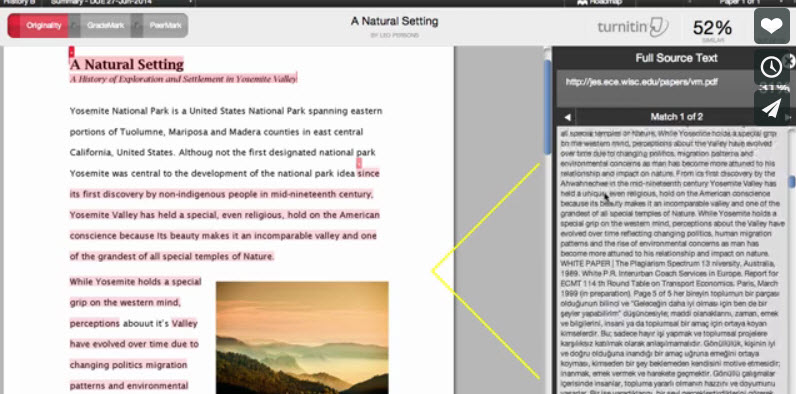 History B Summary - DUE 27-Jun-2014 Roadmap Paper 1 of 1
Originality GradeMark PeerMark
A Natural Setting
BY LEO PERSONS
turnitin
52%
SIMILAR
Full Source Text
http://jes.ece.wisc.edu/papers/vm.pdf
Match 1 of 2
1
A Natural Setting
A History of Exploration and Settlement in Yosemite Valley
Yosemite National Park is a United States National Park spanning eastern
portions of Tuolumne, Mariposa and Madera counties in east central
California, United States. Althoug not the first designated national park
Yosemite was central to the development of the national park idea since
its first discovery by non-indigenous people in mid-nineteenth century,
Yosemite Valley has held a special, even religious, hold on the American
conscience because Its beauty makes it an incomparable valley and one
of the grandest of all special temples of Nature.
While Yosemite holds a special
grip on the western mind,
perceptions abouut it's Valley
have evolved over time due to
changing politics migration
patterns and environmental
all special temples of Nature. While Yosemite holds a special grip
on the western mind, perceptions about the Valley have evolved
over time due to changing politics, migration patterns and
environmental concerns as man has become more attuned to his
relationship and impact on nature. From its first discovery by the
Ahwahnechee in the mid-nineteenth century Yosemite Valley has
held a unique, even religious, hold on the American conscience
because its beauty makes it an incomparable valley and one of the
grandest of all special temples of Nature. While Yosemite holds a
special grip on the western mind, perceptions about the Valley have
evolved over time reflecting changing politics, human migration
patterns and the rise of environmental concerns as man has
become more attuned to his relationship and impact on nature.
WHITE PAPER | The Plagiarism Spectrum 13 niversity, Australia,
1989. White P.R. Interurban Coach Services in Europe. Report for
ECMT 114 th Round Table on Transport Economics. Paris, March
1999 (in preparation). Page 5 of 5 her bireyin toplumun bir parçası
olduğunun bilinci ve "Geleceğin daha iyi olması için ben de bir
şeyler yapabilirim" düşüncesiyle; maddi olanaklarını, zaman, emek
ve bilgilerini, insani ya da toplumsal bir amaç için ortaya koyan
kimselerdir. Bu; sadece hayır işi yapmak ve toplumsal projelere
karşılıksız katılmak olarak anlaşılmamalıdır. Gönüllülük, kişinin iyi
ve doğru olduğuna inandığı bir amaç uğruna emeğini ortaya
koyması, kimseden bir şey beklemeden kendisini motive etmesidir;
inanmak, emek vermek ve harekete geçmektir. Gönüllü çalışmalar
içerisinde insanlar, topluma yararlı olmanın hazzını ve doyumunu